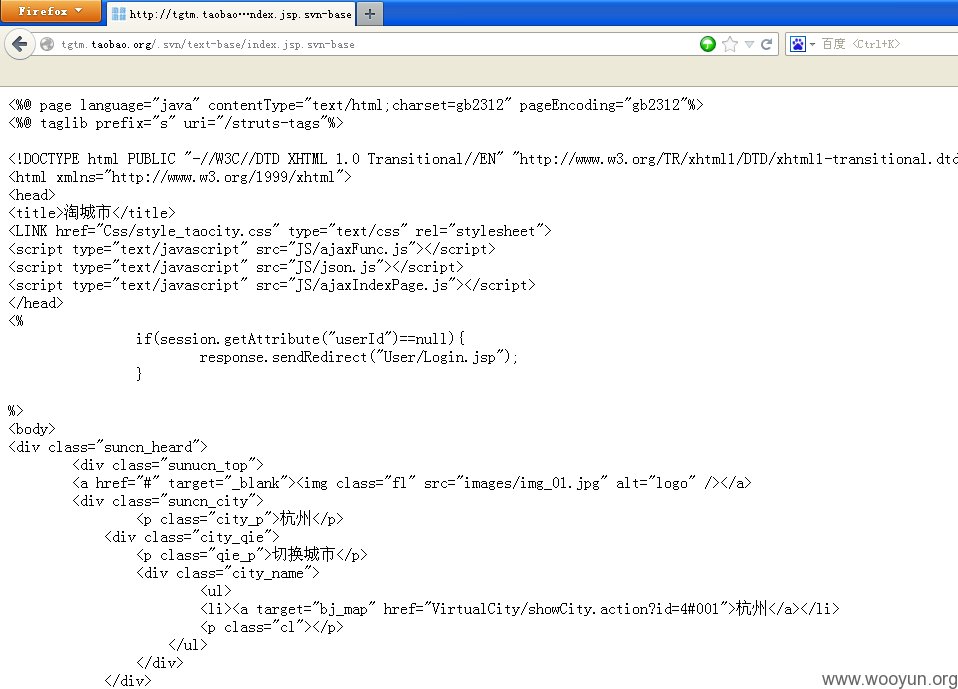 Firefox
http://tgtm.taobao···ndex.jsp.svn-base
tgtm.taobao.org/.svn/text-base/index.jsp.svn-base
百度 <Ctrl+K>
<%@ page language="java" contentType="text/html;charset=gb2312" pageEncoding="gb2312"%>
<%@ taglib prefix="s" uri="/struts-tags"%>
<!DOCTYPE html PUBLIC "-//W3C//DTD XHTML 1.0 Transitional//EN" "http://www.w3.org/TR/xhtml1/DTD/xhtml1-transitional.dtd
<html xmlns="http://www.w3.org/1999/xhtml">
<head>
<title>淘城市</title>
<LINK href="Css/style_taocity.css" type="text/css" rel="stylesheet">
<script type="text/javascript" src="JS/ajaxFunc.js"></script>
<script type="text/javascript" src="JS/json.js"></script>
<script type="text/javascript" src="JS/ajaxIndexPage.js"></script>
</head>
<%
if(session.getAttribute("userId")==null){
response.sendRedirect("User/Login.jsp");
}
%>
<body>
<div class="suncn_heard">
<div class="sunucn_top">
<a href="#" target="_blank"><img class="fl" src="images/img_01.jpg" alt="logo" /></a>
<div class="suncn_city">
<p class="city_p">杭州</p>
<div class="city_qie">
<p class="qie_p">切换城市</p>
<div class="city_name">
<ul>
<li><a target="bj_map" href="VirtualCity/showCity.action?id=4#001">杭州</a></li>
<p class="cl"></p>
</ul>
</div>
</div>
www.wooyun.org